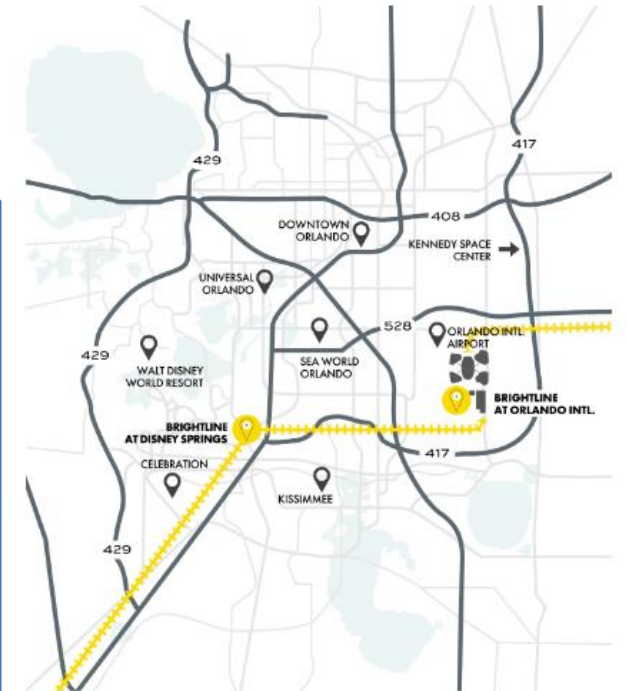 417
429
408
DOWNTOWN
ORLANDO
KENNEDY SPACE
CENTER
UNIVERSAL
ORLANDO
528
ORLANDO INTL.
AIRPORT
429
SEA WORLD
ORLANDO
WALT DISNEY
WORLD RESORT
BRIGHTLINE
AT ORLANDO INTL.
BRIGHTLINE
AT DISNEY SPRINGS
417
CELEBRATION
KISSIMMEE
429